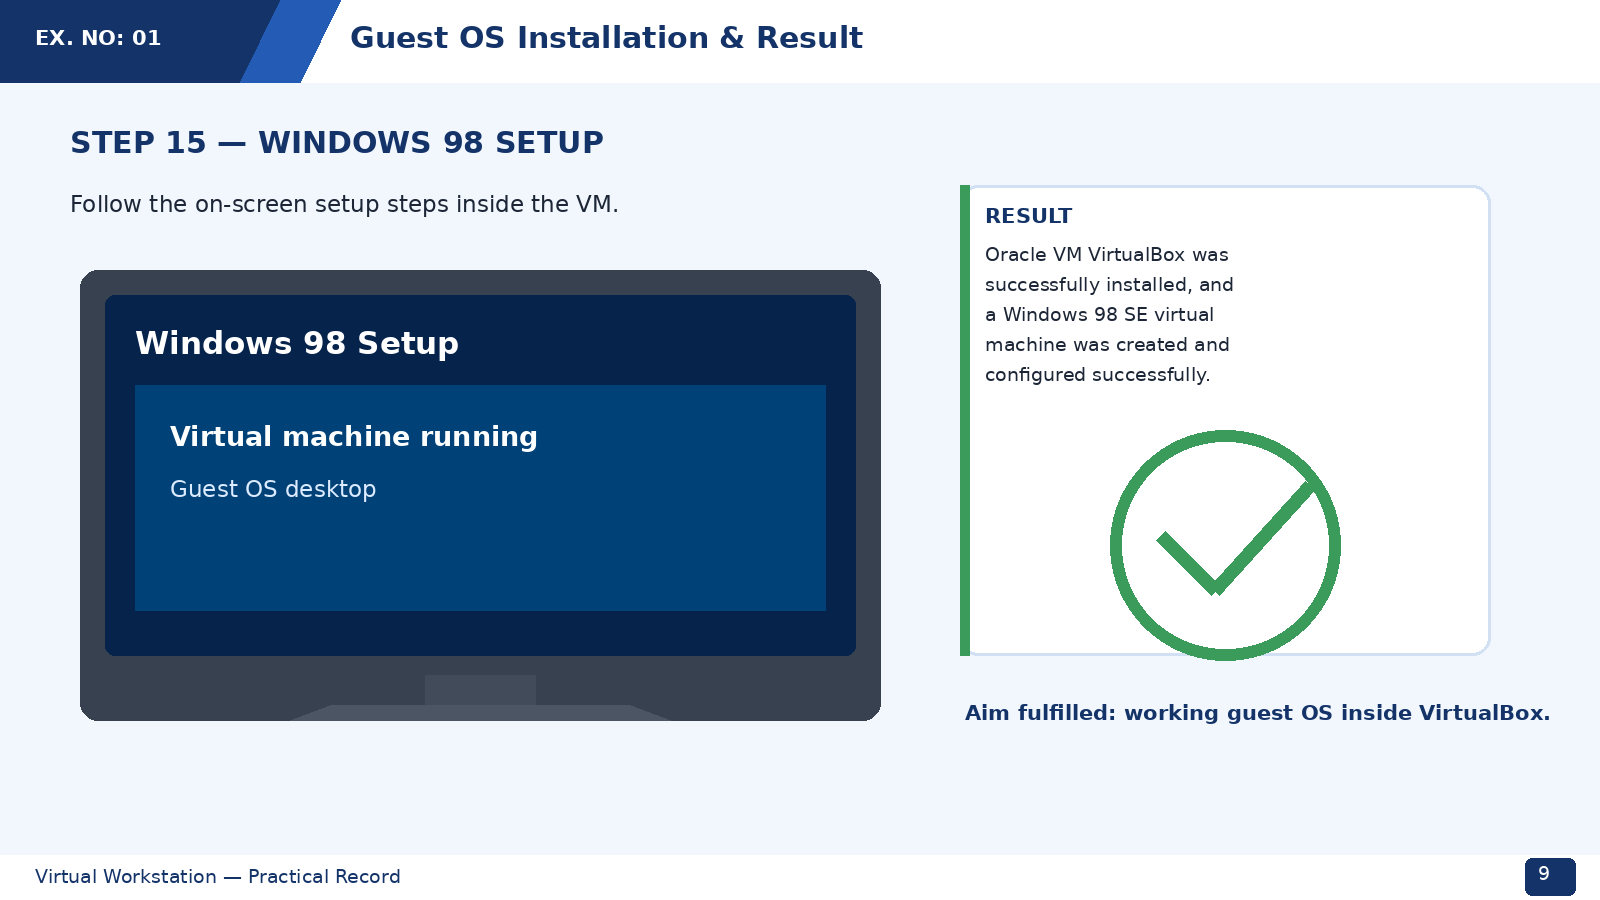 EX. NO: 01
Guest OS Installation & Result
STEP 15 — WINDOWS 98 SETUP
Follow the on-screen setup steps inside the VM.
Windows 98 Setup
Virtual machine running
Guest OS desktop
RESULT
Oracle VM VirtualBox was
successfully installed, and
a Windows 98 SE virtual
machine was created and
configured successfully.
Aim fulfilled: working guest OS inside VirtualBox.
Virtual Workstation — Practical Record
9